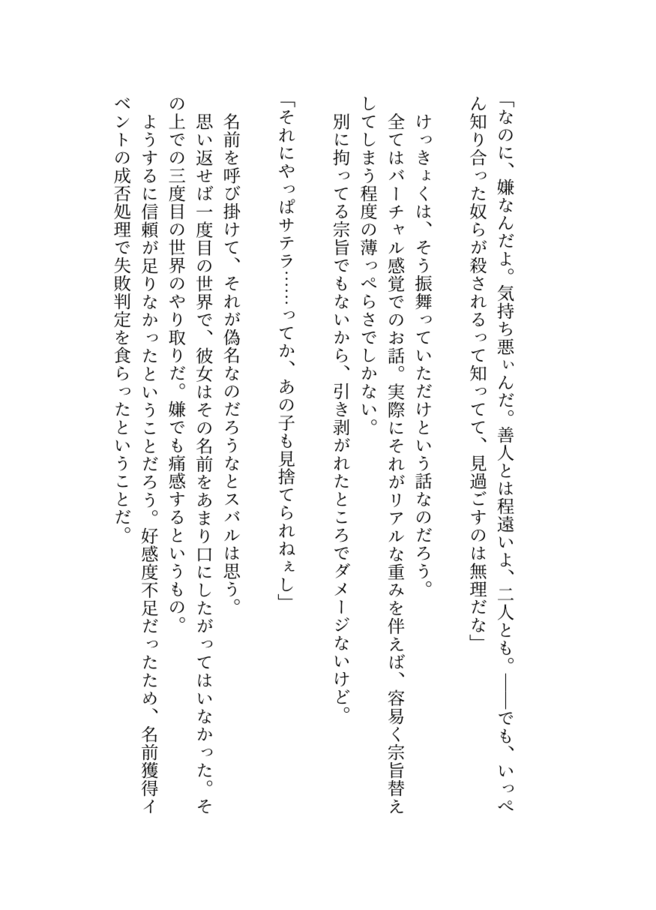 「なのに、嫌なんだよ。気持ち悪ぃんだ。善人とは程遠いよ、二人とも。――でも、いっぺ
ん知り合った奴らが殺されるって知ってて、見過ごすのは無理だな」
けっきょくは、そう振舞っていただけという話なのだろう。
全てはバーチャル感覚でのお話。実際にそれがリアルな重みを伴えば、容易く宗旨替え
してしまう程度の薄っぺらさでしかない。
別に拘ってる宗旨でもないから、引き剥がれたところでダメージないけど。
「それにやっぱサテラ……ってか、あの子も見捨てられねぇし」
名前を呼び掛けて、それが偽名なのだろうなとスバルは思う。
思い返せば一度目の世界で、彼女はその名前をあまり口にしたがってはいなかった。そ
の上での三度目の世界のやり取りだ。嫌でも痛感するというもの。
ようするに信頼が足りなかったということだろう。好感度不足だったため、名前獲得イ
ベントの成否処理で失敗判定を食らったということだ。